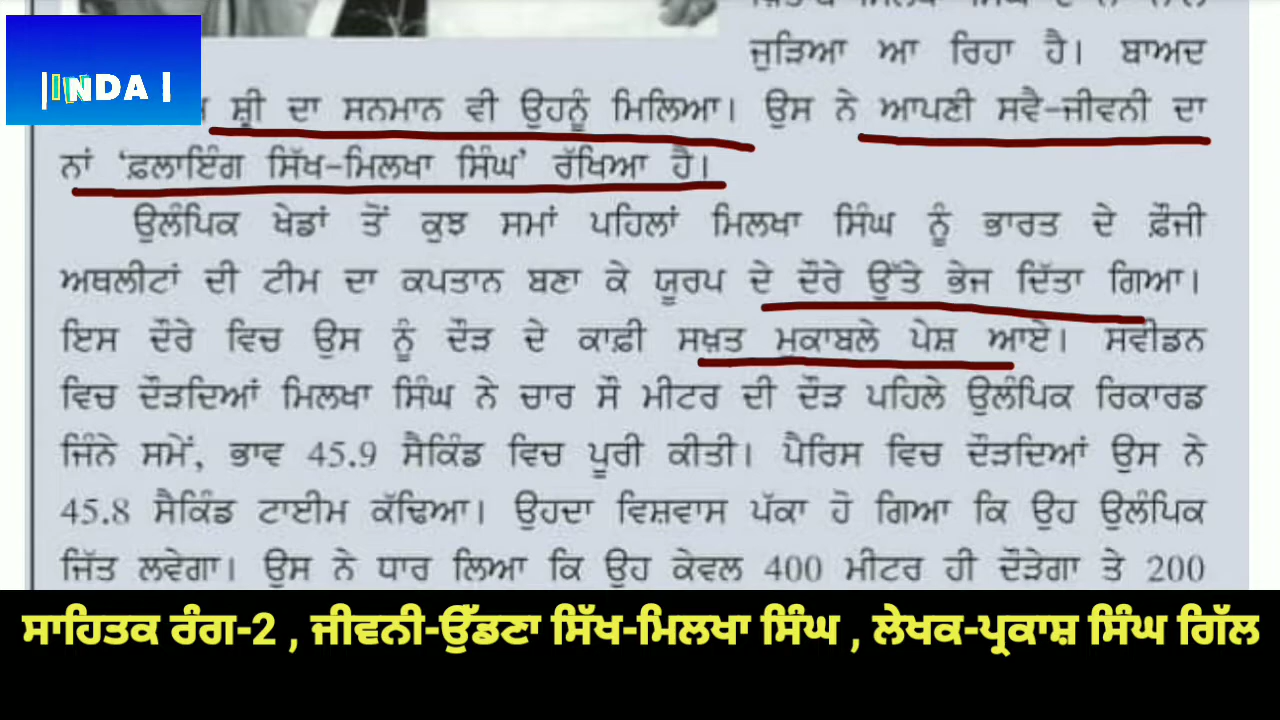 ਜੁੜਿਆ ਆ ਰਿਹਾ ਹੈ। ਬਾਅਦ
ਸ਼੍ਰੀ ਦਾ ਸਨਮਾਨ ਵੀ ਉਹਨੂੰ ਮਿਲਿਆ। ਉਸ ਨੇ ਆਪਣੀ ਸਵੈ-ਜੀਵਨੀ ਦਾ
ਨਾਂ ‘ਫ਼ਲਾਇੰਗ ਸਿੱਖ-ਮਿਲਖਾ ਸਿੰਘ’ ਰੱਖਿਆ ਹੈ।
ਉਲੰਪਿਕ ਖੇਡਾਂ ਤੋਂ ਕੁਝ ਸਮਾਂ ਪਹਿਲਾਂ ਮਿਲਖਾ ਸਿੰਘ ਨੂੰ ਭਾਰਤ ਦੇ ਫ਼ੌਜੀ
ਅਥਲੀਟਾਂ ਦੀ ਟੀਮ ਦਾ ਕਪਤਾਨ ਬਣਾ ਕੇ ਯੂਰਪ ਦੇ ਦੌਰੇ ਉੱਤੇ ਭੇਜ ਦਿੱਤਾ ਗਿਆ।
ਇਸ ਦੌਰੇ ਵਿਚ ਉਸ ਨੂੰ ਦੌੜ ਦੇ ਕਾਫ਼ੀ ਸਖ਼ਤ ਮੁਕਾਬਲੇ ਪੇਸ਼ ਆਏ। ਸਵੀਡਨ
ਵਿਚ ਦੌੜਦਿਆਂ ਮਿਲਖਾ ਸਿੰਘ ਨੇ ਚਾਰ ਸੌ ਮੀਟਰ ਦੀ ਦੌੜ ਪਹਿਲੇ ਉਲੰਪਿਕ ਰਿਕਾਰਡ
ਜਿੰਨੇ ਸਮੇਂ, ਭਾਵ 45.9 ਸੈਕਿੰਡ ਵਿਚ ਪੂਰੀ ਕੀਤੀ। ਪੈਰਿਸ ਵਿਚ ਦੌੜਦਿਆਂ ਉਸ ਨੇ
45.8 ਸੈਕਿੰਡ ਟਾਈਮ ਕੱਢਿਆ। ਉਹਦਾ ਵਿਸ਼ਵਾਸ ਪੱਕਾ ਹੋ ਗਿਆ ਕਿ ਉਹ ਉਲੰਪਿਕ
ਜਿੱਤ ਲਵੇਗਾ। ਉਸ ਨੇ ਧਾਰ ਲਿਆ ਕਿ ਉਹ ਕੇਵਲ 400 ਮੀਟਰ ਹੀ ਦੌੜੇਗਾ ਤੇ 200
ਸਾਹਿਤਕ ਰੰਗ-2 , ਜੀਵਨੀ-ਉੱਡਣਾ ਸਿੱਖ-ਮਿਲਖਾ ਸਿੰਘ , ਲੇਖਕ-ਪ੍ਰਕਾਸ਼ ਸਿੰਘ ਗਿੱਲ